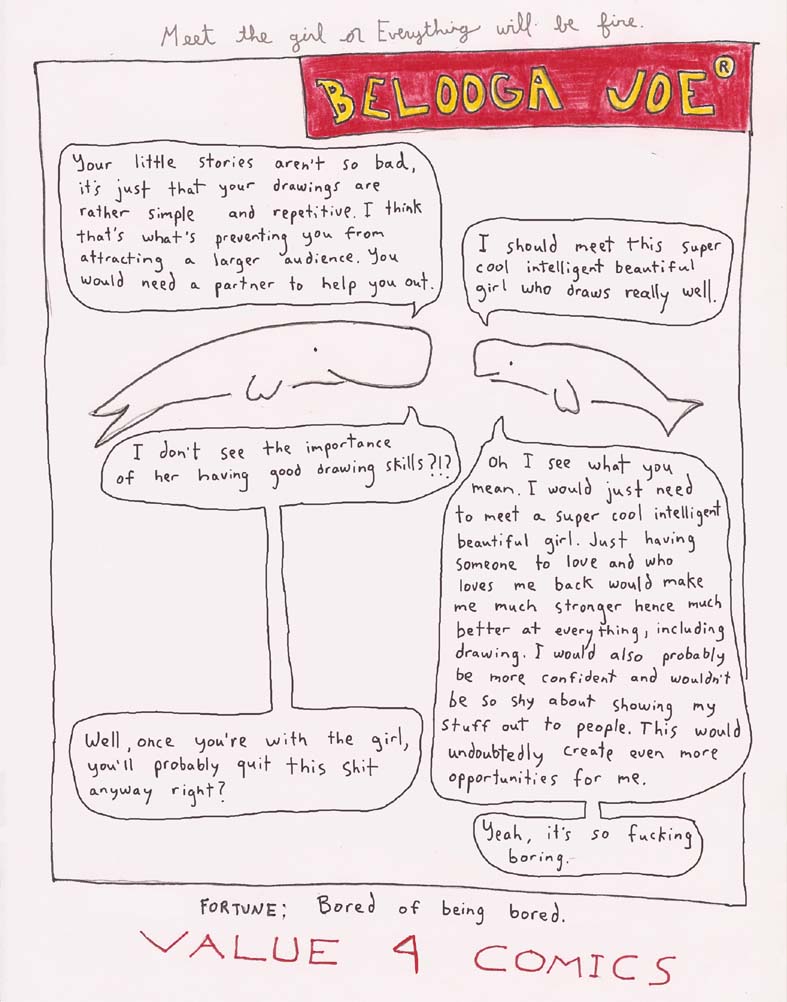 Meet the girl or Everything will be fine.
BELOOGA JOE®
Your little stories aren't so bad,
it's just that your drawings are
rather simple and repetitive. I think
that's what's preventing you from
attracting a larger audience. You
would need a partner to help you out.
I should meet this super
cool intelligent beautiful
girl who draws really well.
I don't see the importance
of her having good drawing skills?!?
Oh I see what you
mean. I would just need
to meet a super cool intelligent
beautiful girl. Just having
someone to love and who
loves me back would make
me much stronger hence much
better at everything, including
drawing. I would also probably
be more confident and wouldn't
be so shy about showing my
stuff out to people. This would
undoubtedly create even more
opportunities for me.
Well, once you're with the girl,
you'll probably quit this shit
anyway right?
Yeah, it's so fucking
boring.
FORTUNE; Bored of being bored.
VALUE 4 COMICS